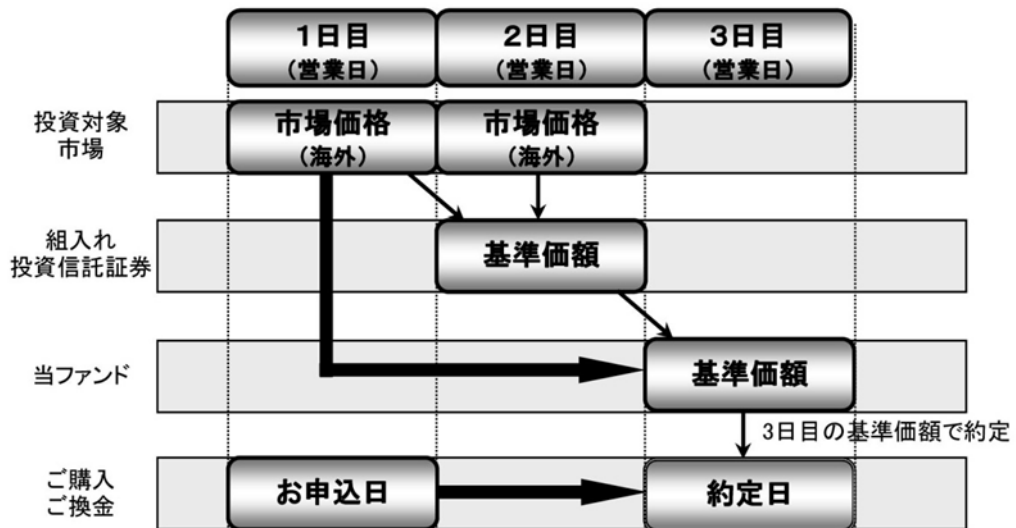 1日目
(営業日)
2日目
(営業日)
3日目
(営業日)
投資対象
市場
市場価格
(海外)
市場価格
(海外)
組入れ
投資信託証券
基準価額
当ファンド
基準価額
3日目の基準価額で約定
ご購入
ご換金
お申込日
約定日